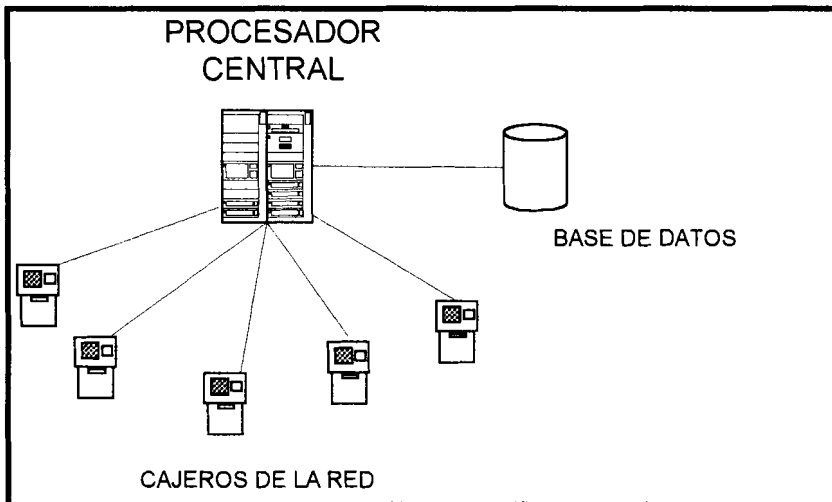 PROCESADOR
CENTRAL
BASE DE DATOS
CAJEROS DE LA RED